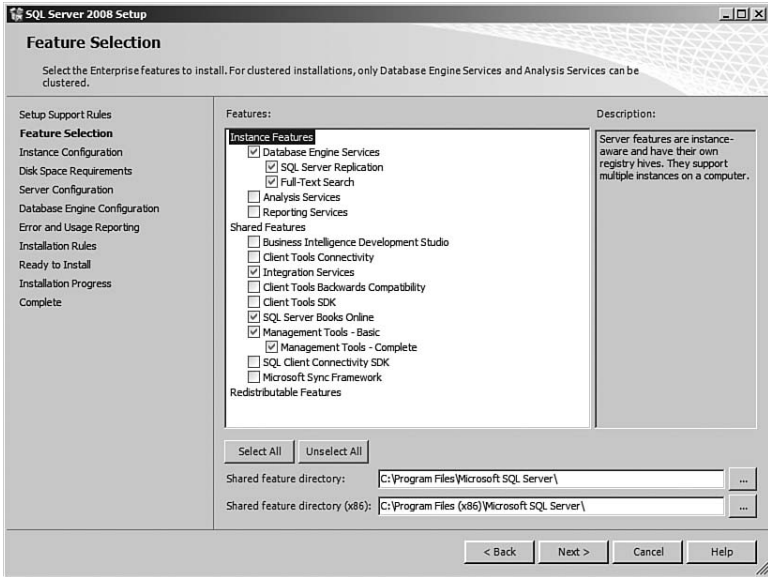 SQL Server 2008 Setup
Feature Selection
Select the Enterprise features to install. For clustered installations, only Database Engine Services and Analysis Services can be
clustered.
Setup Support Rules
Feature Selection
Instance Configuration
Disk Space Requirements
Server Configuration
Database Engine Configuration
Error and Usage Reporting
Installation Rules
Ready to Install
Installation Progress
Complete
Features:
Instance Features
Database Engine Services
SQL Server Replication
Full-Text Search
Analysis Services
Reporting Services
Shared Features
Business Intelligence Development Studio
Client Tools Connectivity
Integration Services
Client Tools Backwards Compatibility
Client Tools SDK
SQL Server Books Online
Management Tools - Basic
Management Tools - Complete
SQL Client Connectivity SDK
Microsoft Sync Framework
Redistributable Features
Description:
Server features are instance-
aware and have their own
registry hives. They support
multiple instances on a computer.
Select All
Unselect All
Shared feature directory:
C:\Program Files\Microsoft SQL Server\
...
Shared feature directory (x86):
C:\Program Files (x86)\Microsoft SQL Server\
...
< Back
Next >
Cancel
Help